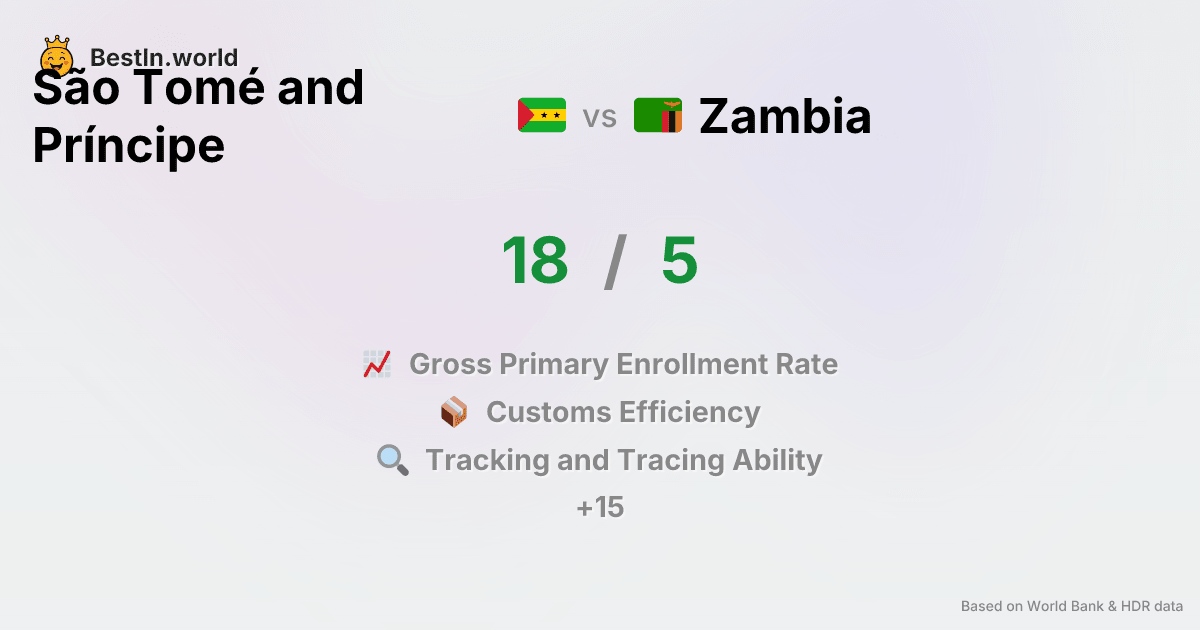 BestIn.world
São Tomé and
Príncipe
vs
Zambia
18 / 5
Gross Primary Enrollment Rate
Customs Efficiency
Tracking and Tracing Ability
+15
Based on World Bank & HDR data